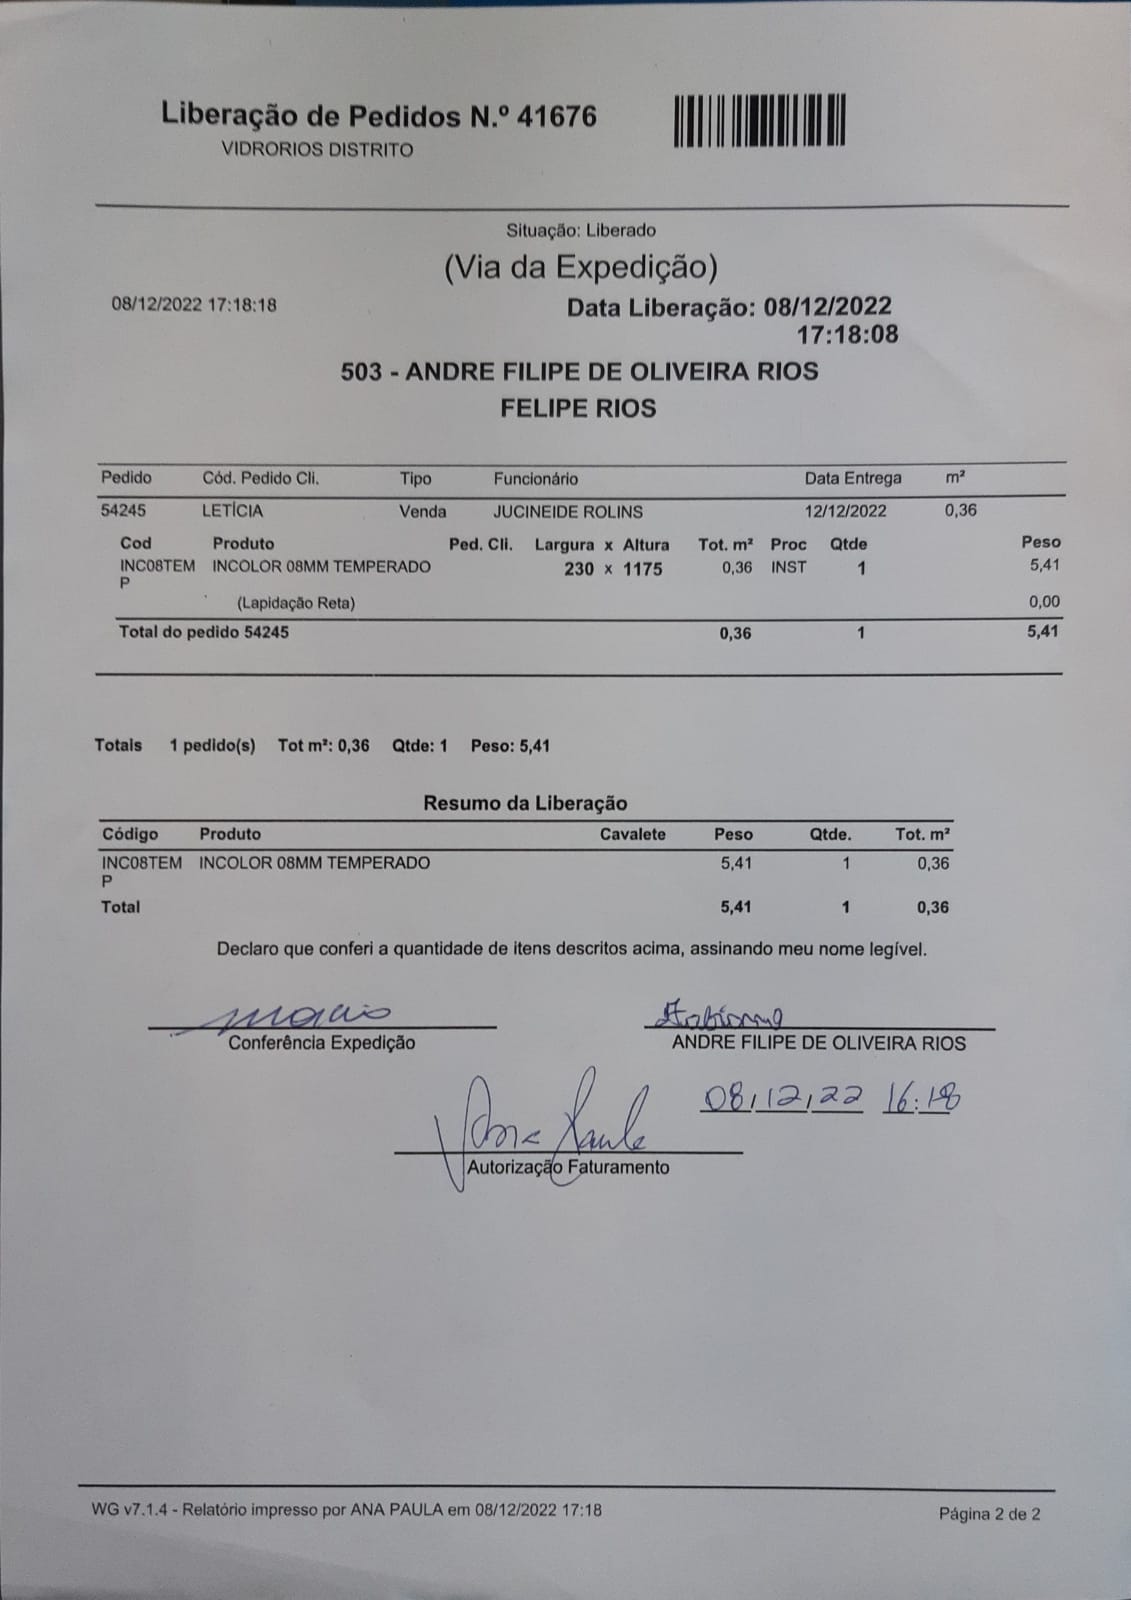 Liberação de Pedidos N.º 41676
VIDRORIOS DISTRITO
Situação: Liberado
(Via da Expedição)
08/12/2022 17:18:18
Data Liberação: 08/12/2022
17:18:08
503 - ANDRE FILIPE DE OLIVEIRA RIOS
FELIPE RIOS
Pedido Cód. Pedido Cli. Tipo Funcionário Data Entrega m²
54245 LETÍCIA Venda JUCINEIDE ROLINS 12/12/2022 0,36
Cod Produto Ped. Cli. Largura x Altura Tot. m² Proc Qtde Peso
INC08TEM INCOLOR 08MM TEMPERADO 230 x 1175 0,36 INST 1 5,41
P
(Lapidação Reta) 0,00
Total do pedido 54245 0,36 1 5,41
Totais 1 pedido(s) Tot m²: 0,36 Qtde: 1 Peso: 5,41
Resumo da Liberação
Código Produto Cavalete Peso Qtde. Tot. m²
INC08TEM INCOLOR 08MM TEMPERADO 5,41 1 0,36
P
Total 5,41 1 0,36
Declaro que conferi a quantidade de itens descritos acima, assinando meu nome legível.
Conferência Expedição ANDRE FILIPE DE OLIVEIRA RIOS
08/12/22 16:18
Ana Paula
Autorização Faturamento
WG v7.1.4 - Relatório impresso por ANA PAULA em 08/12/2022 17:18
Página 2 de 2